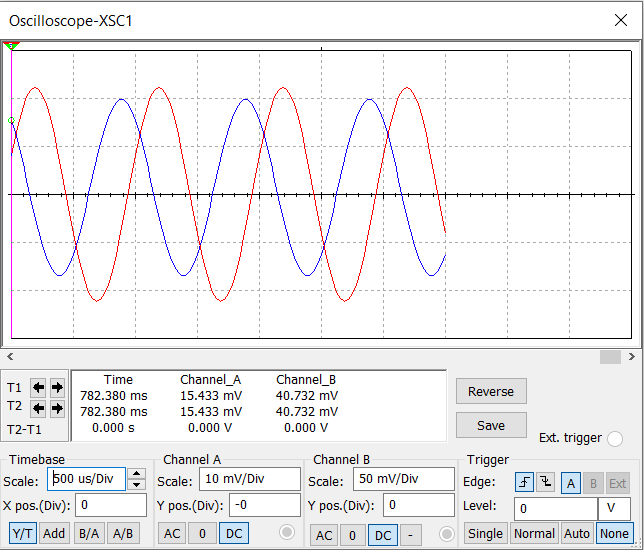 Oscilloscope-XSC1
Time Channel_A Channel_B
T1 782.380 ms 15.433 mV 40.732 mV
T2 782.380 ms 15.433 mV 40.732 mV
T2-T1 0.000 s 0.000 V 0.000 V
Reverse
Save
Ext. trigger
Timebase
Scale: 500 us/Div
X pos.(Div): 0
Y/T Add B/A A/B
Channel A
Scale: 10 mV/Div
Y pos.(Div): -0
AC 0 DC
Channel B
Scale: 50 mV/Div
Y pos.(Div): 0
AC 0 DC -
Trigger
Edge: A B Ext
Level: 0 V
Single Normal Auto None